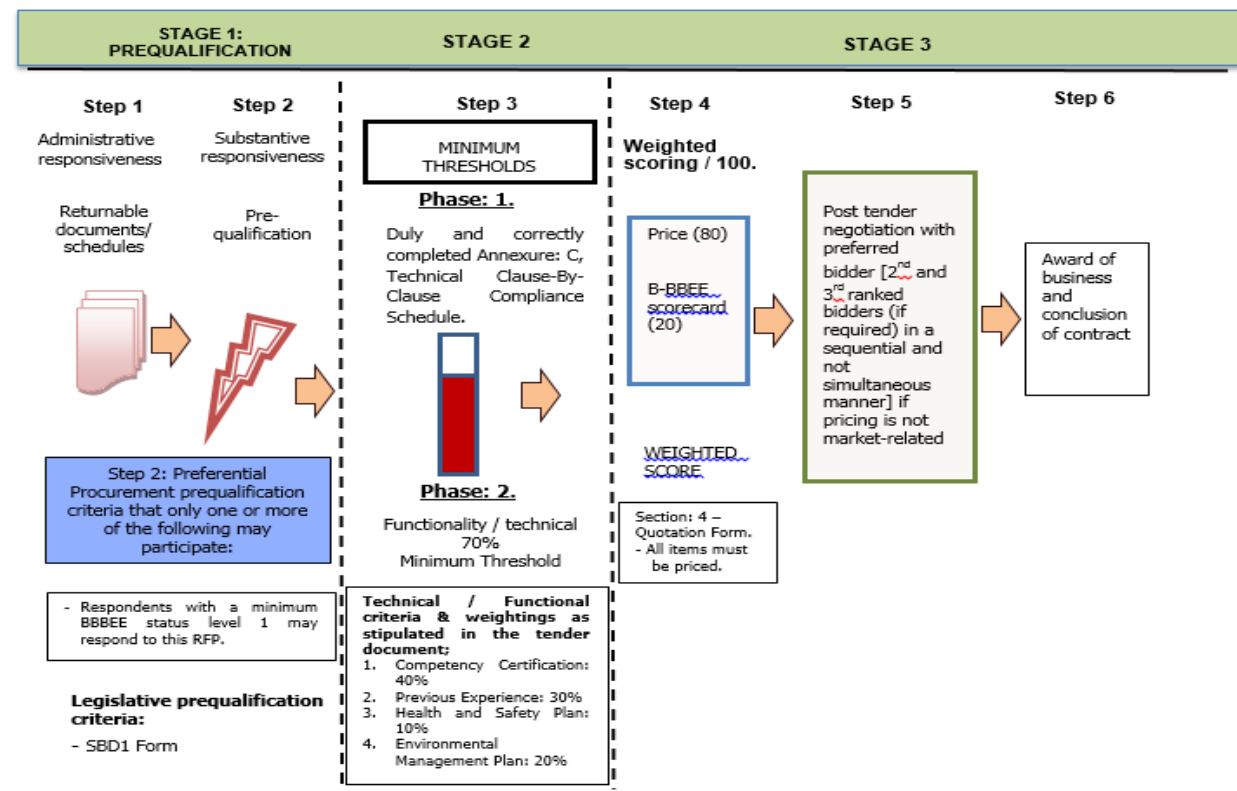 STAGE 1:
PREQUALIFICATION
STAGE 2
STAGE 3
Step 1
Administrative
responsiveness
Returnable
documents/
schedules
Step 2
Substantive
responsiveness
Pre-
qualification
Step 2: Preferential
Procurement prequalification
criteria that only one or more
of the following may
participate:
- Respondents with a minimum
BBBEE status level 1 may
respond to this RFP.
Legislative prequalification
criteria:
- SBD1 Form
Step 3
MINIMUM
THRESHOLDS
Phase: 1.
Duly and correctly
completed Annexure: C,
Technical Clause-By-
Clause Compliance
Schedule.
Phase: 2.
Functionality / technical
70%
Minimum Threshold
Technical / Functional
criteria & weightings as
stipulated in the tender
document;
1. Competency Certification:
40%
2. Previous Experience: 30%
3. Health and Safety Plan:
10%
4. Environmental
Management Plan: 20%
Step 4
Weighted
scoring / 100.
Price (80)
B-BBEE
scorecard
(20)
WEIGHTED
SCORE
Section: 4 –
Quotation Form.
- All items must
be priced.
Step 5
Post tender
negotiation with
preferred
bidder [2nd and
3rd ranked
bidders (if
required) in a
sequential and
not
simultaneous
manner] if
pricing is not
market-related
Step 6
Award of
business
and
conclusion
of contract